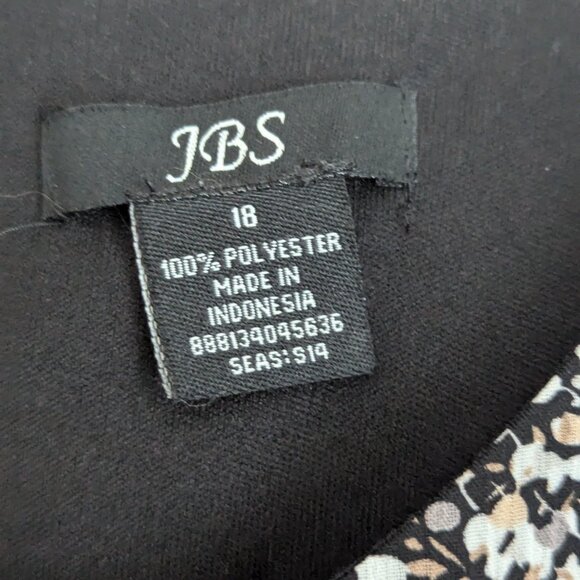 JBS
18
100% POLYESTER
MADE IN
INDONESIA
888134045636
SEAS: S14